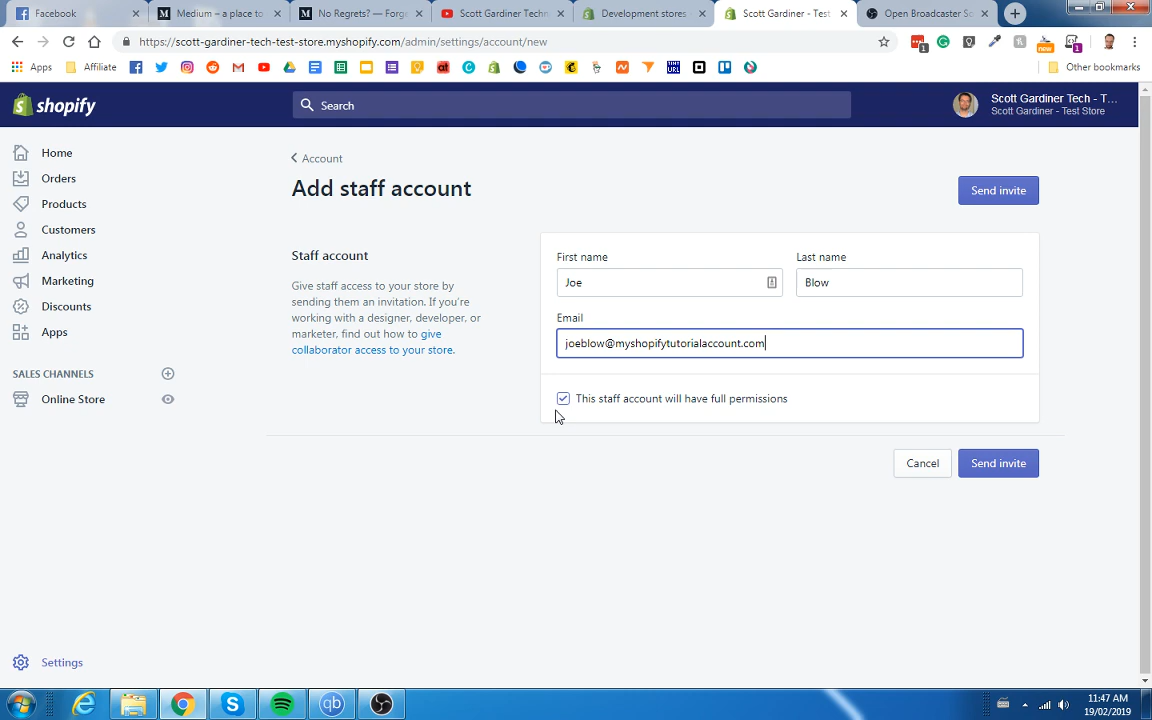 Facebook
Medium – a place to
No Regrets? — Forge
Scott Gardiner Techn
Development stores
Scott Gardiner - Test
Open Broadcaster So
https://scott-gardiner-tech-test-store.myshopify.com/admin/settings/account/new
Apps
Affiliate
Other bookmarks
shopify
Search
Scott Gardiner Tech - T...
Scott Gardiner - Test Store
Home
Orders
Products
Customers
Analytics
Marketing
Discounts
Apps
SALES CHANNELS
Online Store
Settings
Account
Add staff account
Send invite
Staff account
Give staff access to your store by
sending them an invitation. If you're
working with a designer, developer, or
marketer, find out how to give
collaborator access to your store.
First name
Last name
Joe
Blow
Email
joeblow@myshopifytutorialaccount.com
This staff account will have full permissions
Cancel
Send invite
11:47 AM
19/02/2019